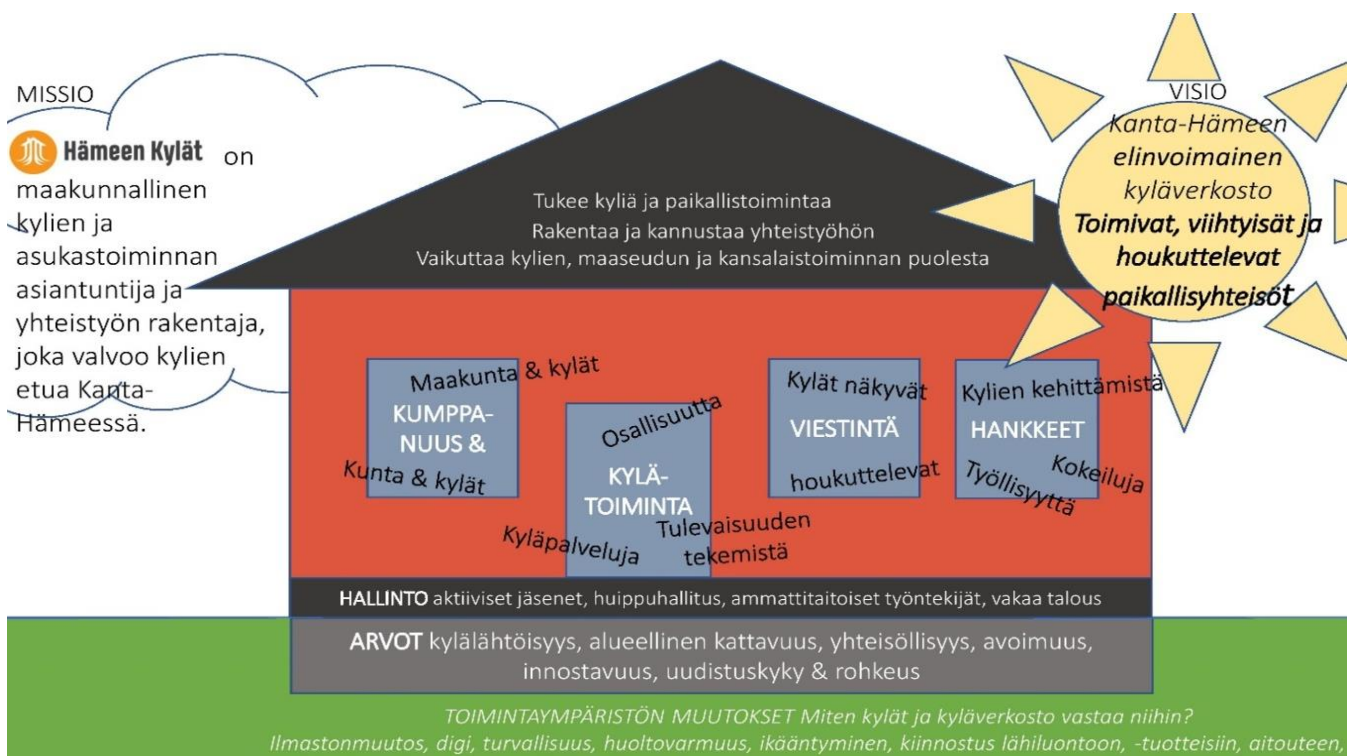 MISSIO
Hämeen Kylät on
maakunnallinen
kylien ja
asukastoiminnan
asiantuntija ja
yhteistyön rakentaja,
joka valvoo kylien
etua Kanta-
Hämeessä.
VISIO
Kanta-Hämeen
elinvoimainen
kyläverkosto
Toimivat, viihtyisät ja
houkuttelevat
paikallisyhteisöt
Tukee kyliä ja paikallistoimintaa
Rakentaa ja kannustaa yhteistyöhön
Vaikuttaa kylien, maaseudun ja kansalaistoiminnan puolesta
Maakunta & kylät
KUMPPA-
NUUS &
Kunta & kylät
Osallisuutta
KYLÄ-
TOIMINTA
Kyläpalveluja
Tulevaisuuden
tekemistä
Kylät näkyvät
VIESTINTÄ
houkuttelevat
Kylien kehittämistä
HANKKEET
Kokeiluja
Työllisyyttä
HALLINTO aktiiviset jäsenet, huippuhallitus, ammattitaitoiset työntekijät, vakaa talous
ARVOT kylälähtöisyys, alueellinen kattavuus, yhteisöllisyys, avoimuus,
innostavuus, uudistuskyky & rohkeus
TOIMINTAYMPÄRISTÖN MUUTOKSET Miten kylät ja kyläverkosto vastaa niihin?
Ilmastonmuutos, digi, turvallisuus, huoltovarmuus, ikääntyminen, kiinnostus lähiluontoon, -tuotteisiin, aitouteen,